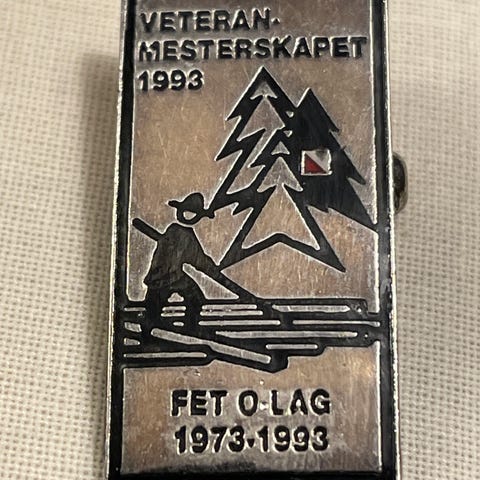 VETERAN-
MESTERSKAPET
1993
FET O-LAG
1973-1993